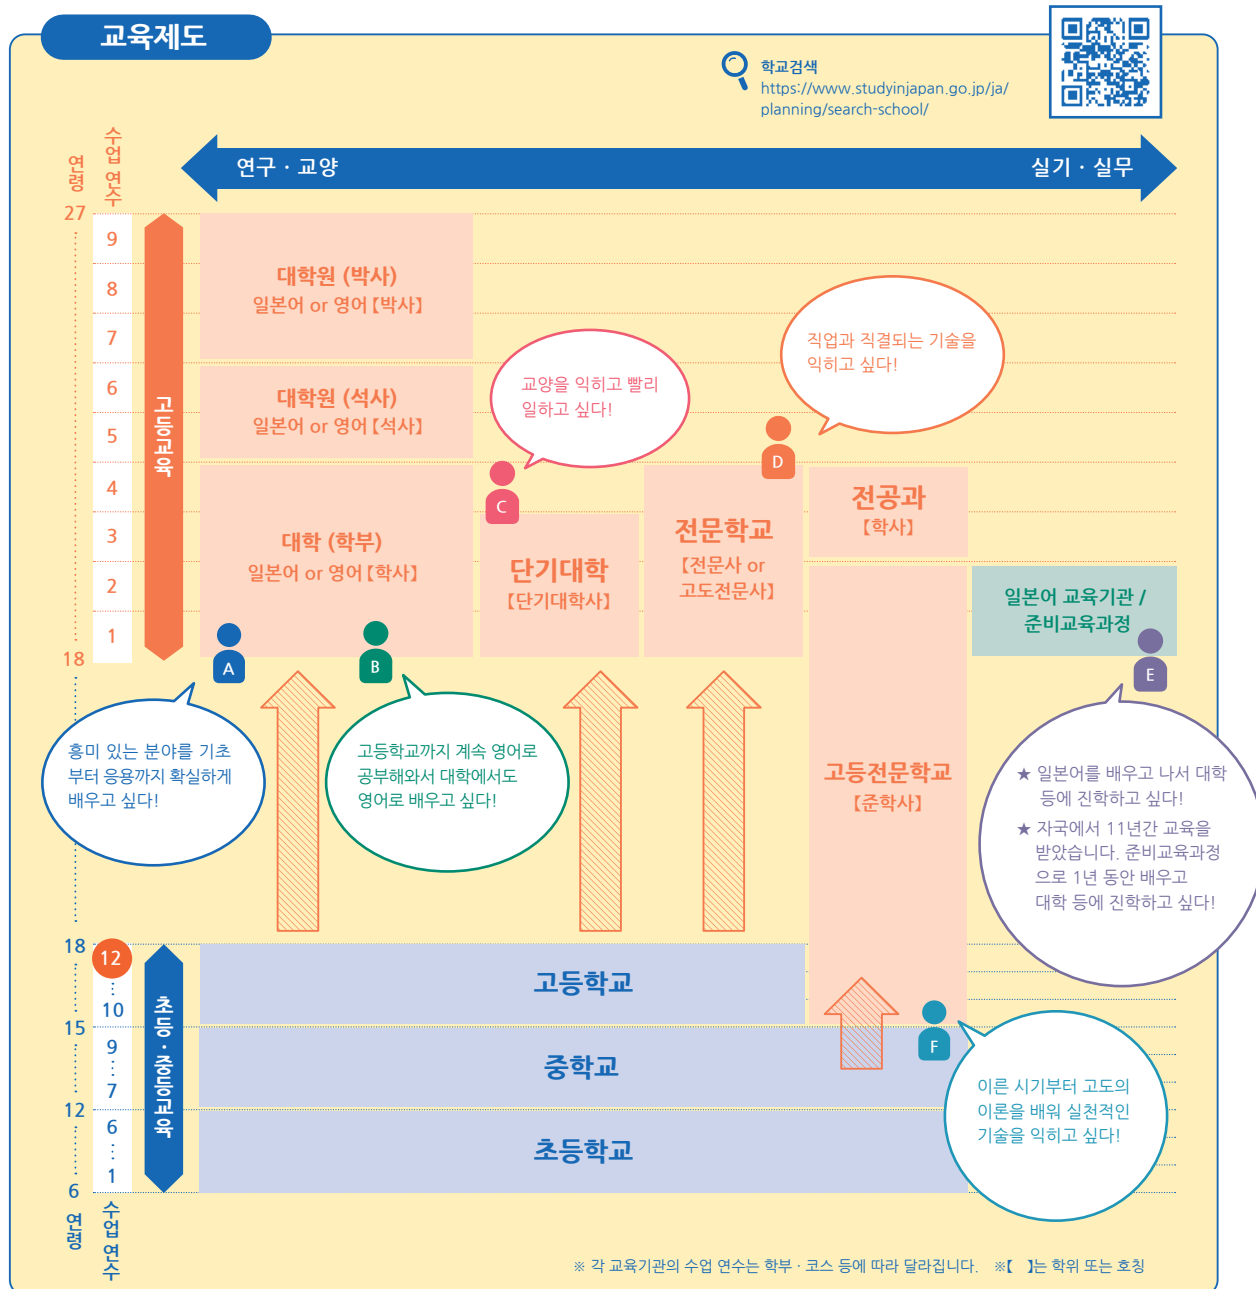 교육제도
학교검색
https://www.studyinjapan.go.jp/ja/
planning/search-school/
연령
수업 연수
연구 · 교양
실기 · 실무
27
9
8
7
6
5
4
3
2
1
18
고등교육
대학원 (박사)
일본어 or 영어【박사】
대학원 (석사)
일본어 or 영어【석사】
대학 (학부)
일본어 or 영어【학사】
교양을 익히고 빨리
일하고 싶다!
C
단기대학
【단기대학사】
직업과 직결되는 기술을
익히고 싶다!
D
전문학교
【전문사 or
고도전문사】
전공과
【학사】
일본어 교육기관 /
준비교육과정
A
B
E
흥미 있는 분야를 기초
부터 응용까지 확실하게
배우고 싶다!
고등학교까지 계속 영어로
공부해와서 대학에서도
영어로 배우고 싶다!
고등전문학교
【준학사】
★ 일본어를 배우고 나서 대학
등에 진학하고 싶다!
★ 자국에서 11년간 교육을
받았습니다. 준비교육과정
으로 1년 동안 배우고
대학 등에 진학하고 싶다!
18
12
10
15
9
7
12
6
1
6
연령
수업 연수
초등 · 중등교육
고등학교
중학교
초등학교
F
이른 시기부터 고도의
이론을 배워 실천적인
기술을 익히고 싶다!
※ 각 교육기관의 수업 연수는 학부 · 코스 등에 따라 달라집니다. ※【 】는 학위 또는 호칭